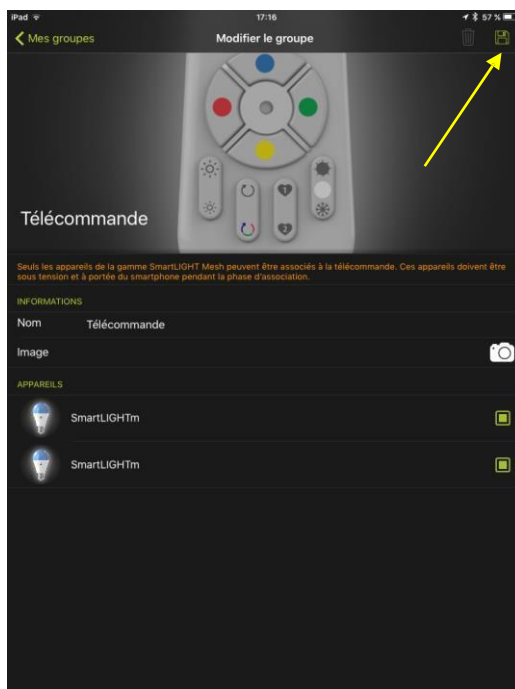 iPad 17:16 57 %
Mes groupes Modifier le groupe
1
2
Télécommande
Seuls les appareils de la gamme SmartLIGHT Mesh peuvent être associés à la télécommande. Ces appareils doivent être
sous tension et à portée du smartphone pendant la phase d'association.
INFORMATIONS
Nom Télécommande
Image
APPAREILS
SmartLIGHTm
SmartLIGHTm